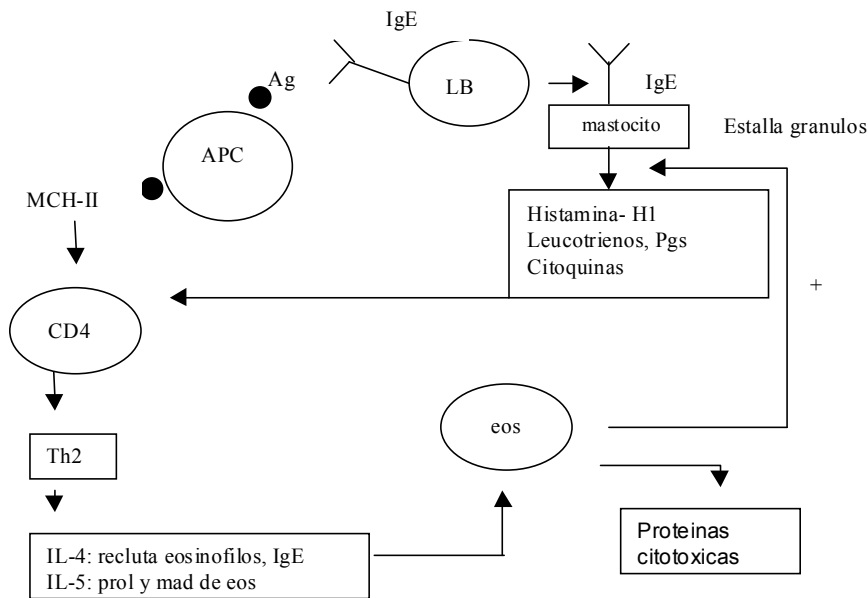 IgE
Ag
LB
IgE
APC
mastocito
Estalla granulos
MCH-II
Histamina- H1
Leucotrienos, Pgs
Citoquinas
+
CD4
eos
Th2
Proteinas
citotoxicas
IL-4: recluta eosinofilos, IgE
IL-5: prol y mad de eos